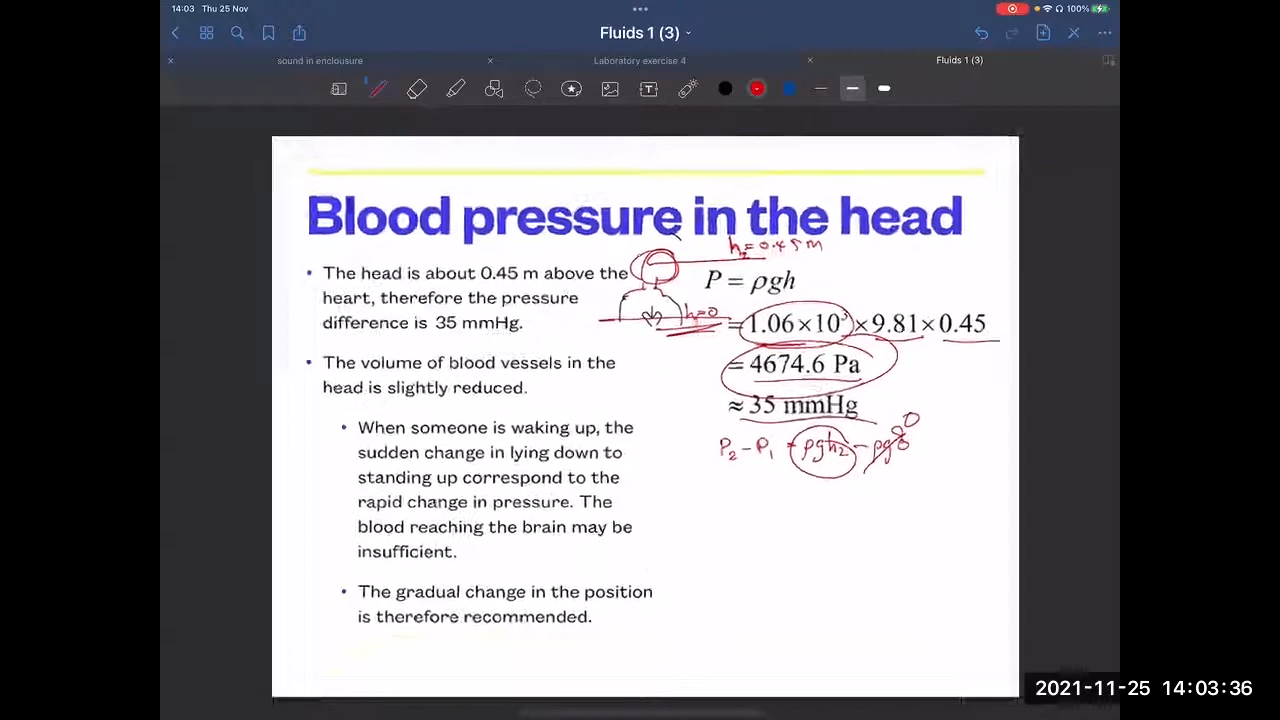 14:03 Thu 25 Nov
100%
Fluids 1 (3)
sound in enclousure
Laboratory exercise 4
Fluids 1 (3)
Blood pressure in the head
h₂=0.45m
• The head is about 0.45 m above the
heart, therefore the pressure
difference is 35 mmHg.
• The volume of blood vessels in the
head is slightly reduced.
• When someone is waking up, the
sudden change in lying down to
standing up correspond to the
rapid change in pressure. The
blood reaching the brain may be
insufficient.
• The gradual change in the position
is therefore recommended.
P = ρgh
h₁=0
= 1.06×10³ × 9.81 × 0.45
= 4674.6 Pa
≈ 35 mmHg
P₂ - P₁ = ρgh₂ - ρg0 0
2021-11-25 14:03:36